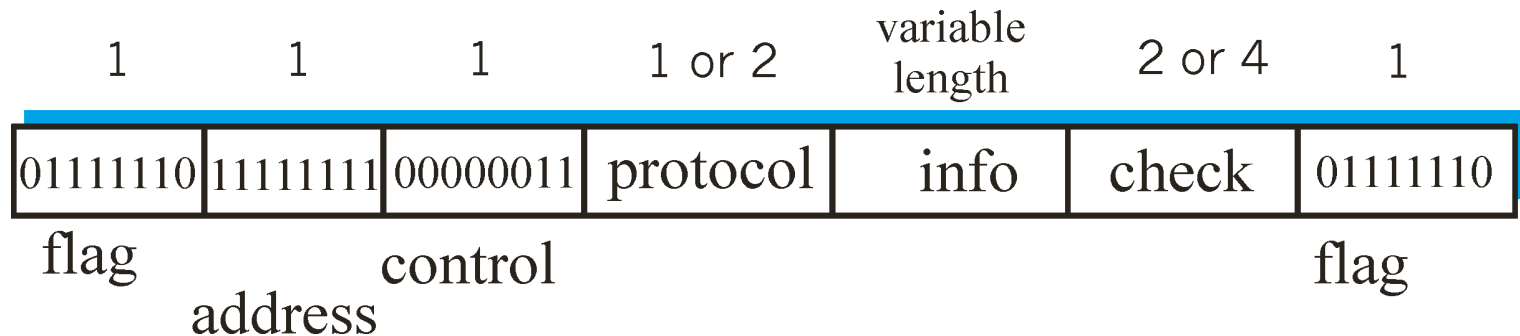 1 1 1 1 or 2 variable length 2 or 4 1
01111110 11111111 00000011 protocol info check 01111110
flag address control flag